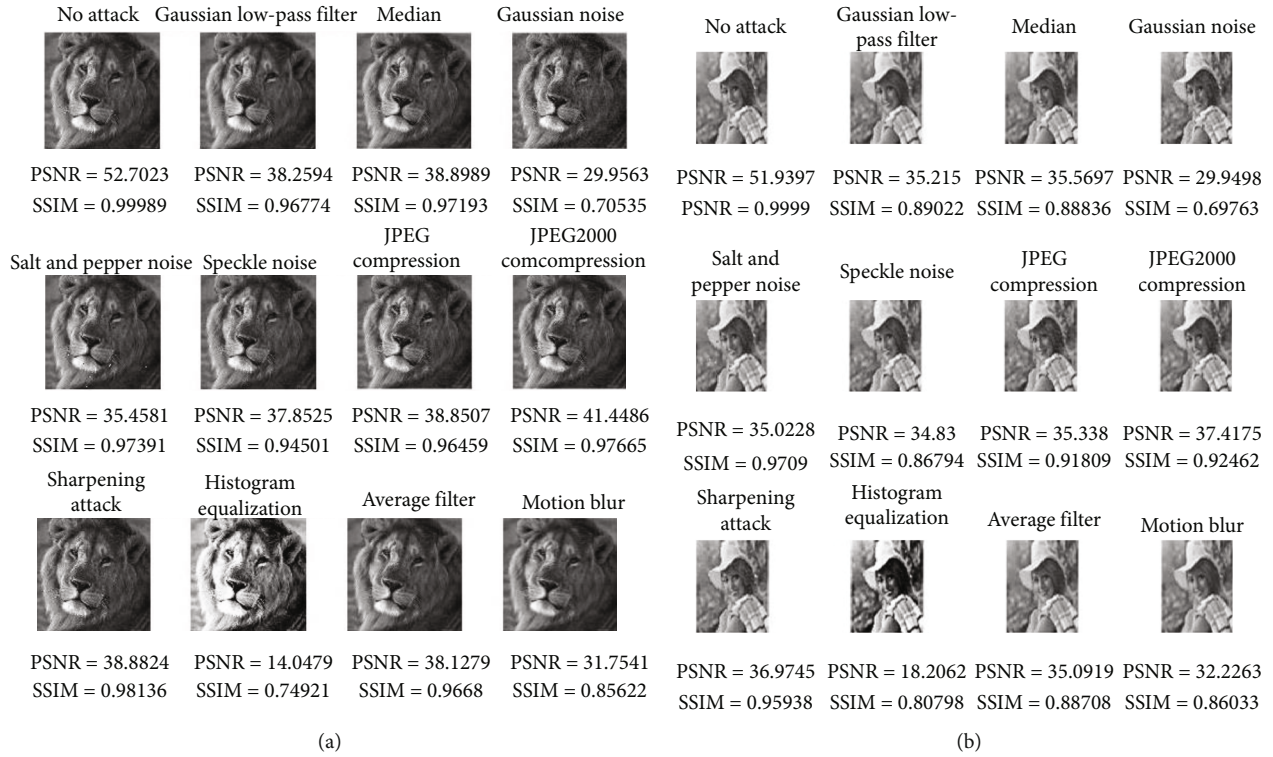 No attack
Gaussian low-pass filter
Median
Gaussian noise
PSNR = 52.7023
PSNR = 38.2594
PSNR = 38.8989
PSNR = 29.9563
SSIM = 0.99989
SSIM = 0.96774
SSIM = 0.97193
SSIM = 0.70535
Salt and pepper noise
Speckle noise
JPEG
compression
JPEG2000
comcompression
PSNR = 35.4581
PSNR = 37.8525
PSNR = 38.8507
PSNR = 41.4486
SSIM = 0.97391
SSIM = 0.94501
SSIM = 0.96459
SSIM = 0.97665
Sharpening
attack
Histogram
equalization
Average filter
Motion blur
PSNR = 38.8824
PSNR = 14.0479
PSNR = 38.1279
PSNR = 31.7541
SSIM = 0.98136
SSIM = 0.74921
SSIM = 0.9668
SSIM = 0.85622
(a)
No attack
Gaussian low-
pass filter
Median
Gaussian noise
PSNR = 51.9397
PSNR = 35.215
PSNR = 35.5697
PSNR = 29.9498
PSNR = 0.9999
SSIM = 0.89022
SSIM = 0.88836
SSIM = 0.69763
Salt and
pepper noise
Speckle noise
JPEG
compression
JPEG2000
compression
PSNR = 35.0228
PSNR = 34.83
PSNR = 35.338
PSNR = 37.4175
SSIM = 0.9709
SSIM = 0.86794
SSIM = 0.91809
SSIM = 0.92462
Sharpening
attack
Histogram
equalization
Average filter
Motion blur
PSNR = 36.9745
PSNR = 18.2062
PSNR = 35.0919
PSNR = 32.2263
SSIM = 0.95938
SSIM = 0.80798
SSIM = 0.88708
SSIM = 0.86033
(b)